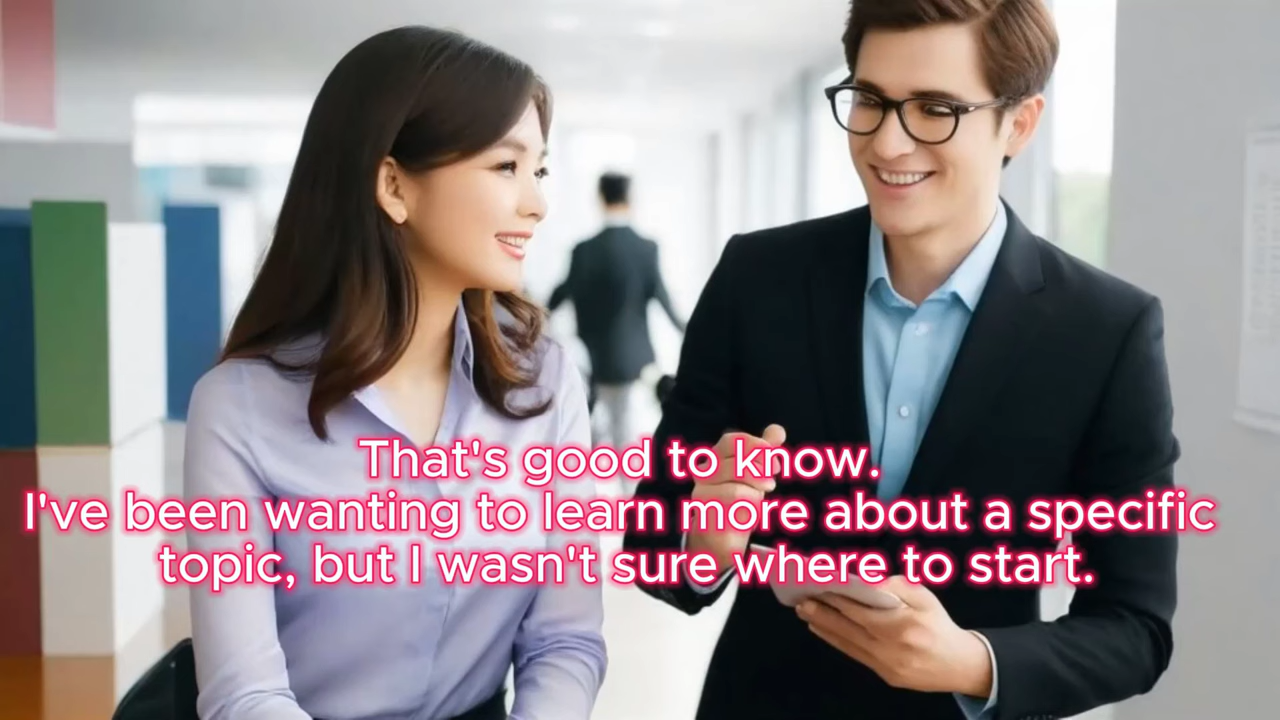 That's good to know.
I've been wanting to learn more about a specific
topic, but I wasn't sure where to start.